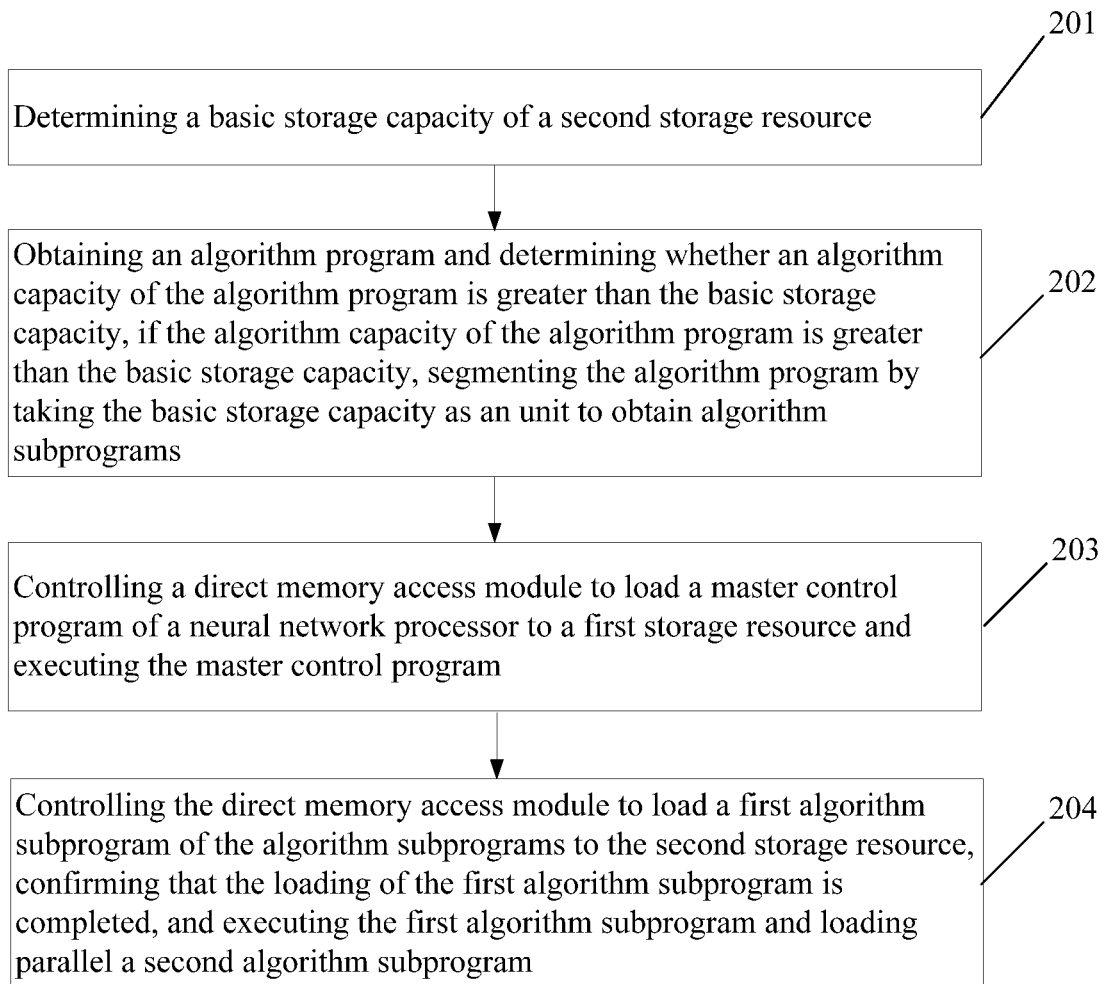 201
Determining a basic storage capacity of a second storage resource
Obtaining an algorithm program and determining whether an algorithm
capacity of the algorithm program is greater than the basic storage
capacity, if the algorithm capacity of the algorithm program is greater
than the basic storage capacity, segmenting the algorithm program by
taking the basic storage capacity as an unit to obtain algorithm
subprograms
202
Controlling a direct memory access module to load a master control
program of a neural network processor to a first storage resource and
executing the master control program
203
Controlling the direct memory access module to load a first algorithm
subprogram of the algorithm subprograms to the second storage resource,
confirming that the loading of the first algorithm subprogram is
completed, and executing the first algorithm subprogram and loading
parallel a second algorithm subprogram
204